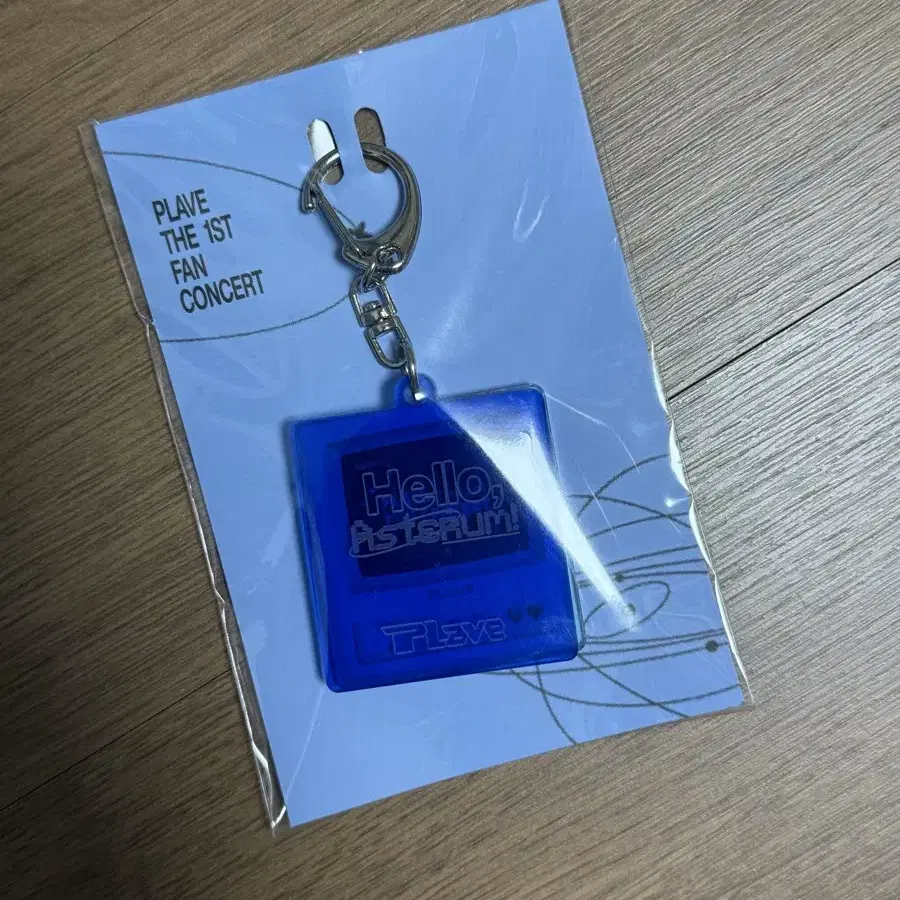 PLAVE
THE 1ST
FAN
CONCERT
Hello,
Asterum!
PLAVE